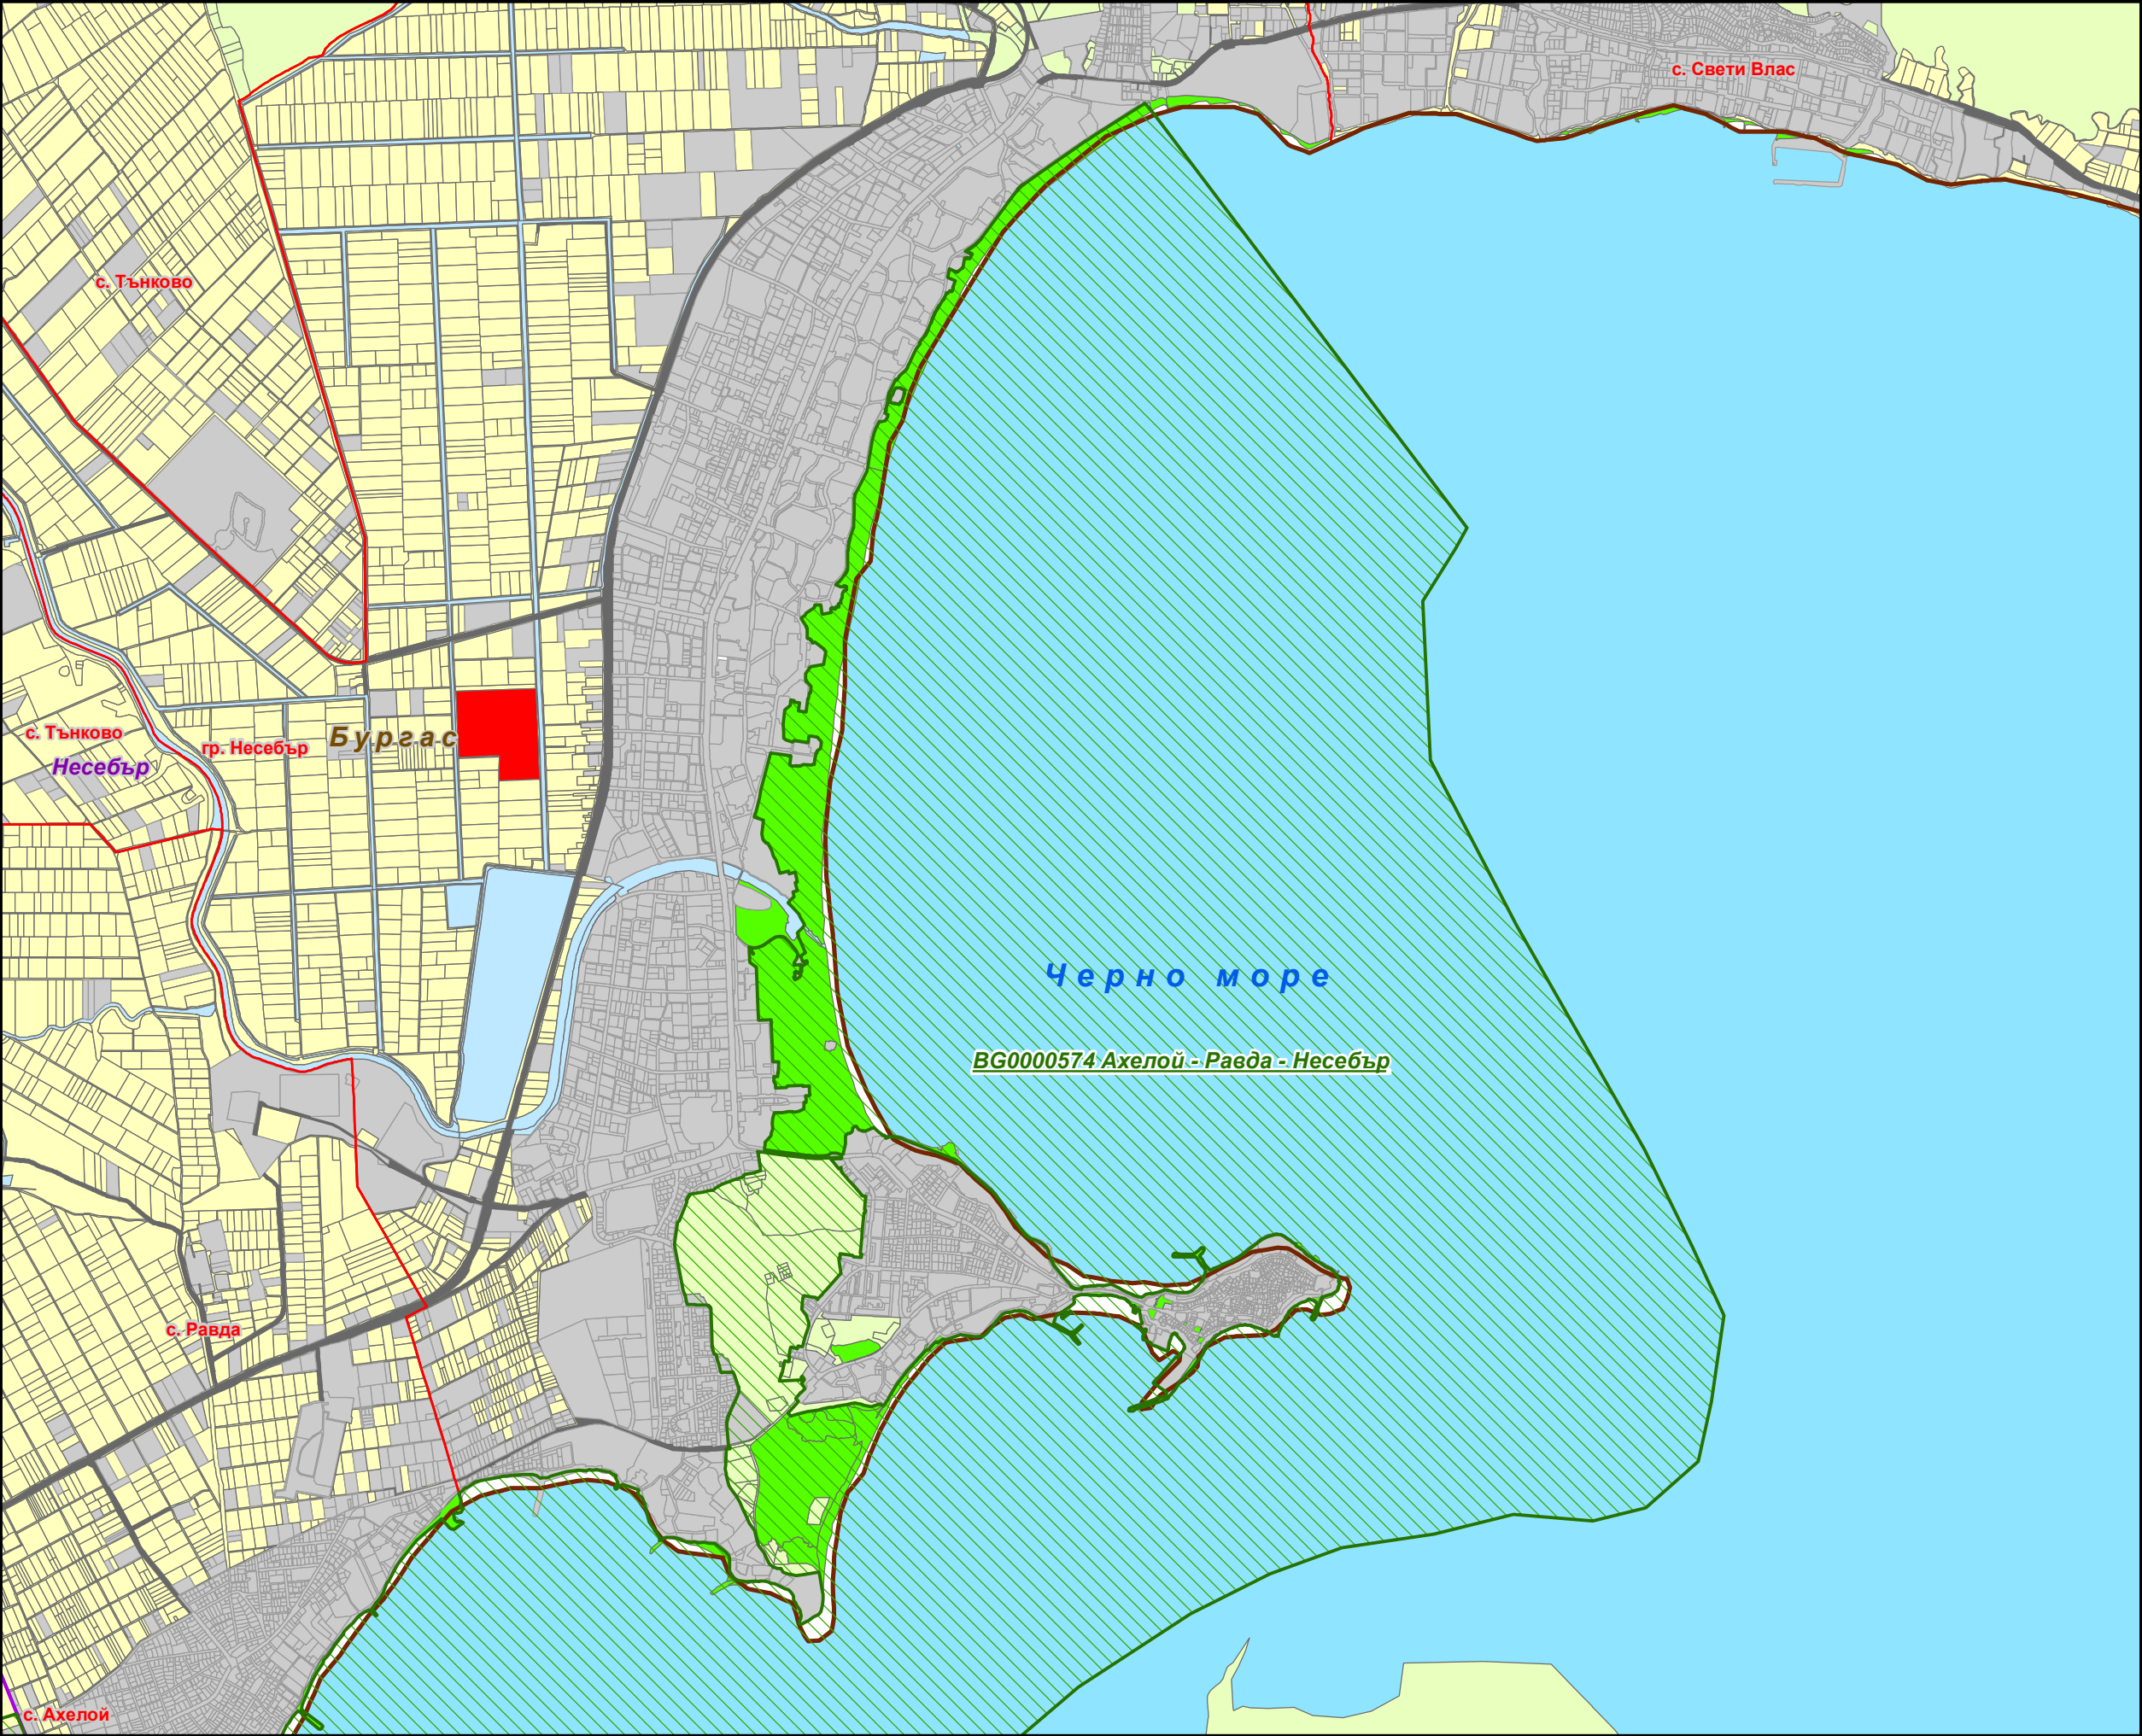 с. Свети Влас
с. Тънково
с. Тънково
гр. Несебър
Бургас
Несебър
Черно море
BG0000574 Ахелой - Равда - Несебър
с. Равда
с. Ахелой